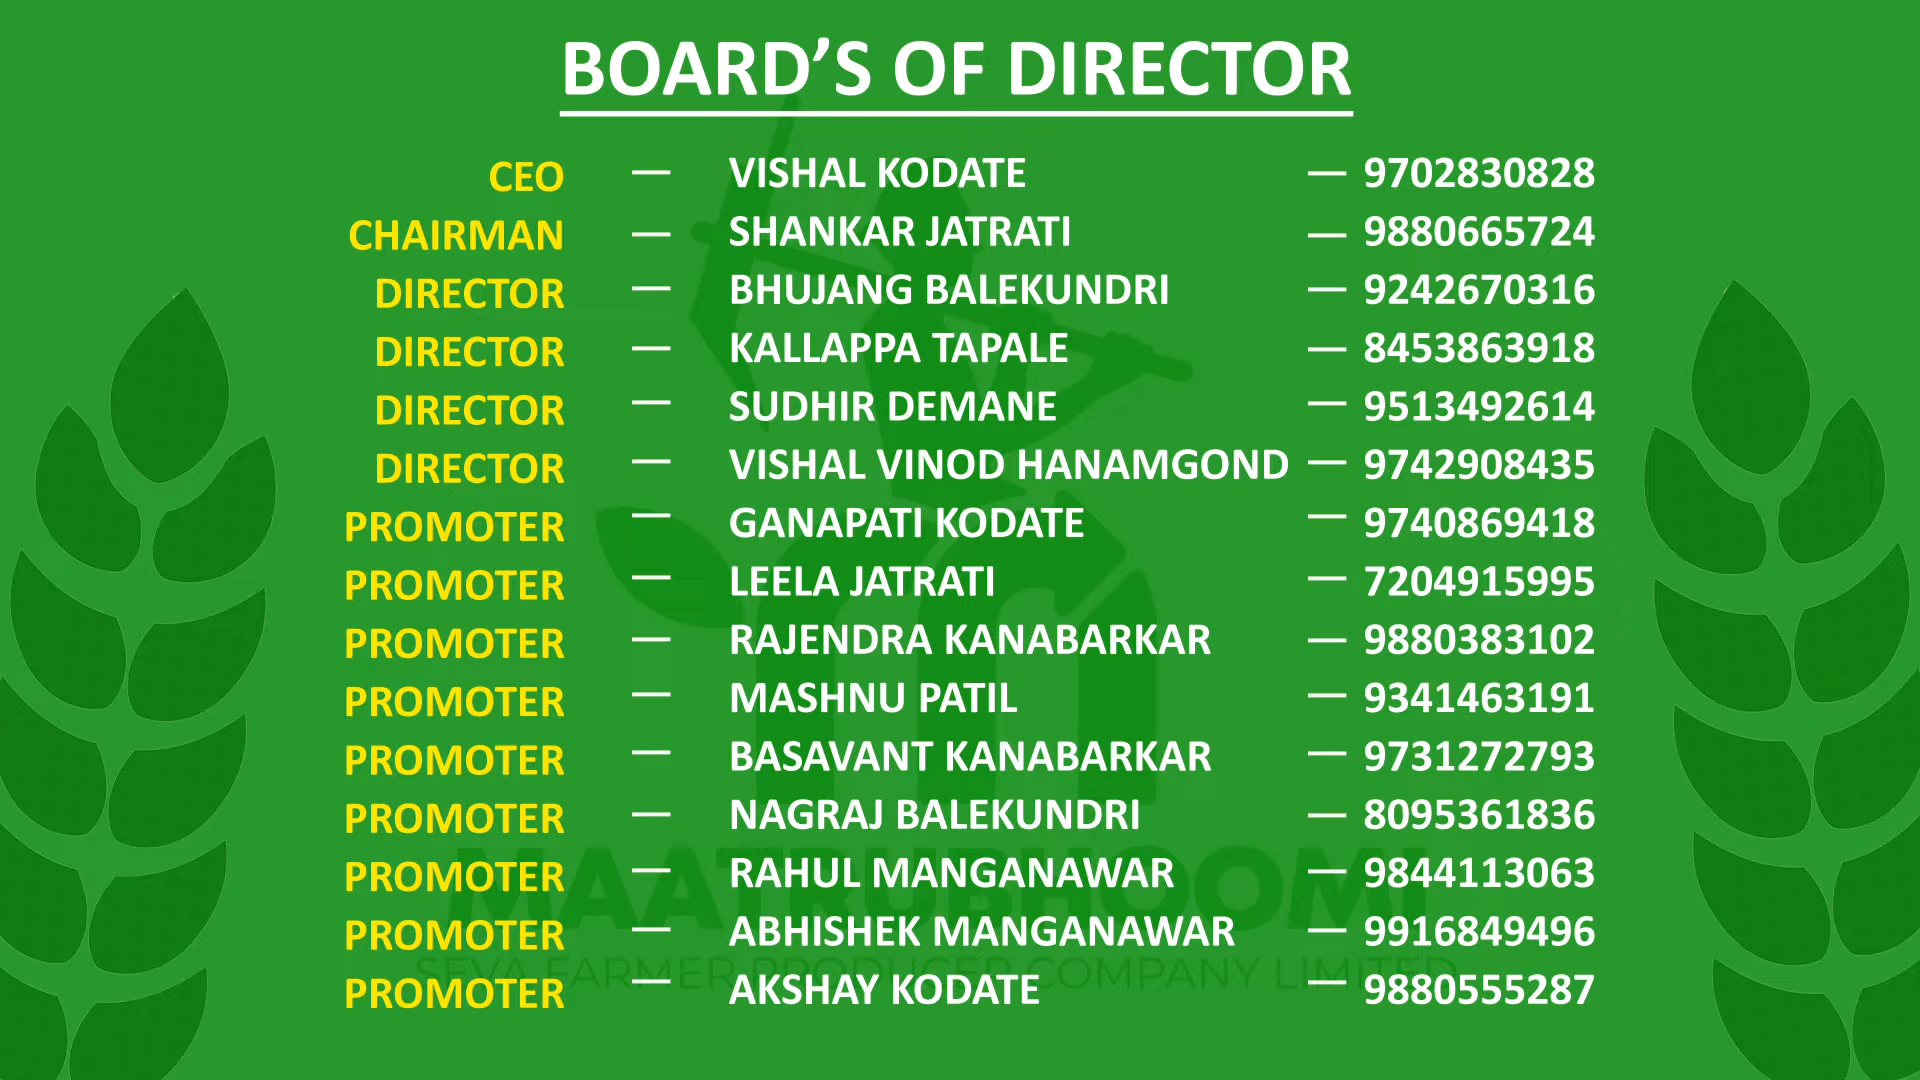 BOARD’S OF DIRECTOR
CEO — VISHAL KODATE — 9702830828
CHAIRMAN — SHANKAR JATRATI — 9880665724
DIRECTOR — BHUJANG BALEKUNDRI — 9242670316
DIRECTOR — KALLAPPA TAPALE — 8453863918
DIRECTOR — SUDHIR DEMANE — 9513492614
DIRECTOR — VISHAL VINOD HANAMGOND — 9742908435
PROMOTER — GANAPATI KODATE — 9740869418
PROMOTER — LEELA JATRATI — 7204915995
PROMOTER — RAJENDRA KANABARKAR — 9880383102
PROMOTER — MASHNU PATIL — 9341463191
PROMOTER — BASAVANT KANABARKAR — 9731272793
PROMOTER — NAGRAJ BALEKUNDRI — 8095361836
PROMOTER — RAHUL MANGANAWAR — 9844113063
PROMOTER — ABHISHEK MANGANAWAR — 9916849496
PROMOTER — AKSHAY KODATE — 9880555287
MAATRUBHOOMI
SEVA FARMER PRODUCER COMPANY LIMITED